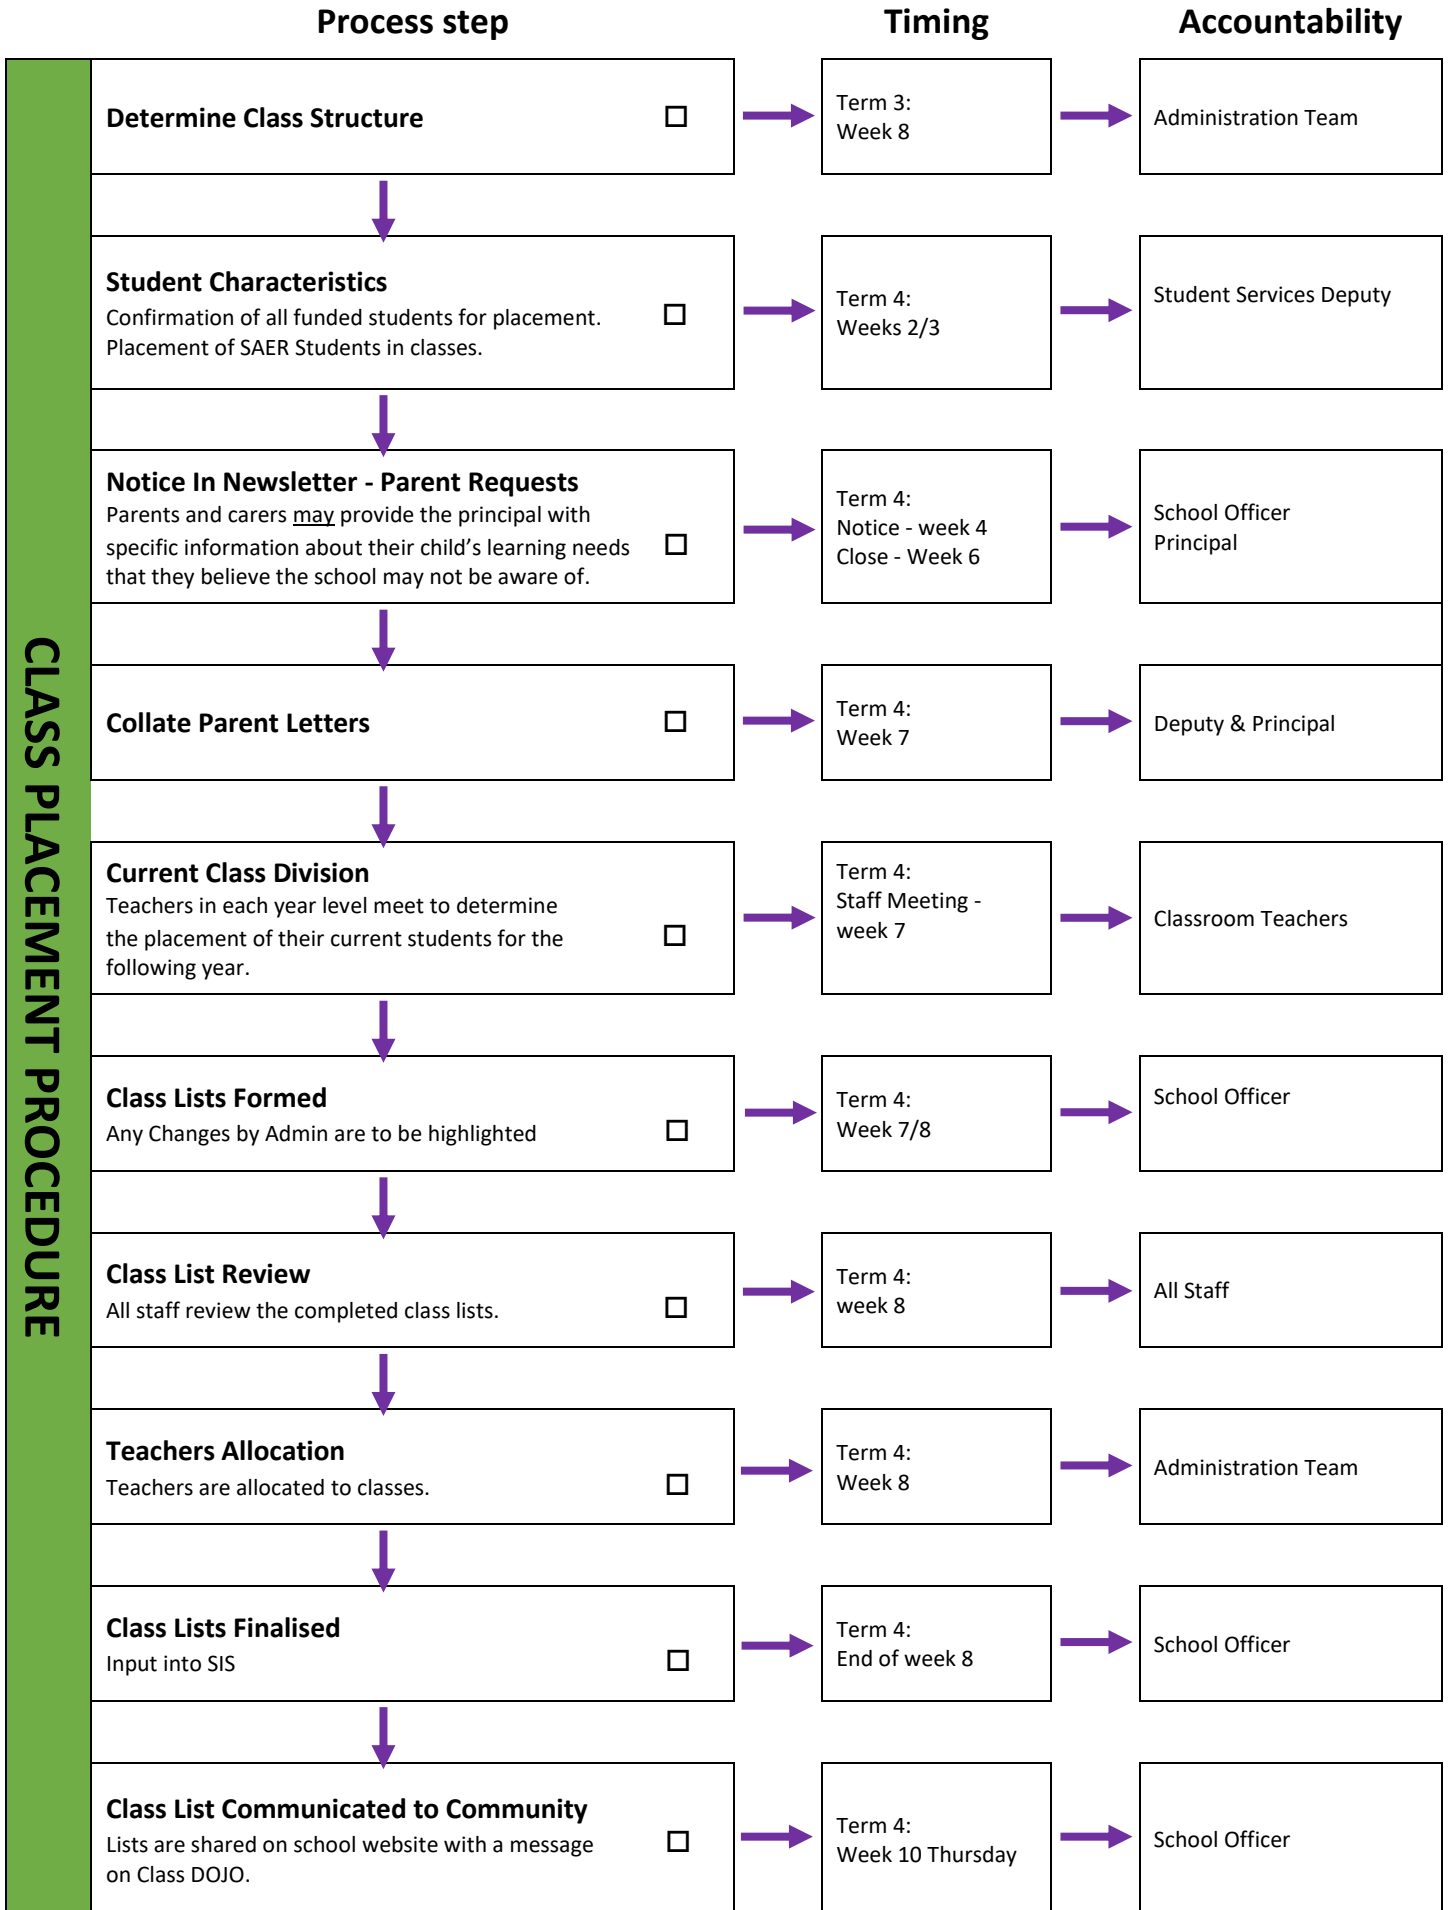 Process step
Timing
Accountability
CLASS PLACEMENT PROCEDURE
Determine Class Structure
Term 3:
Week 8
Administration Team
Student Characteristics
Confirmation of all funded students for placement.
Placement of SAER Students in classes.
Term 4:
Weeks 2/3
Student Services Deputy
Notice In Newsletter - Parent Requests
Parents and carers may provide the principal with
specific information about their child’s learning needs
that they believe the school may not be aware of.
Term 4:
Notice - week 4
Close - Week 6
School Officer
Principal
Collate Parent Letters
Term 4:
Week 7
Deputy & Principal
Current Class Division
Teachers in each year level meet to determine
the placement of their current students for the
following year.
Term 4:
Staff Meeting -
week 7
Classroom Teachers
Class Lists Formed
Any Changes by Admin are to be highlighted
Term 4:
Week 7/8
School Officer
Class List Review
All staff review the completed class lists.
Term 4:
week 8
All Staff
Teachers Allocation
Teachers are allocated to classes.
Term 4:
Week 8
Administration Team
Class Lists Finalised
Input into SIS
Term 4:
End of week 8
School Officer
Class List Communicated to Community
Lists are shared on school website with a message
on Class DOJO.
Term 4:
Week 10 Thursday
School Officer